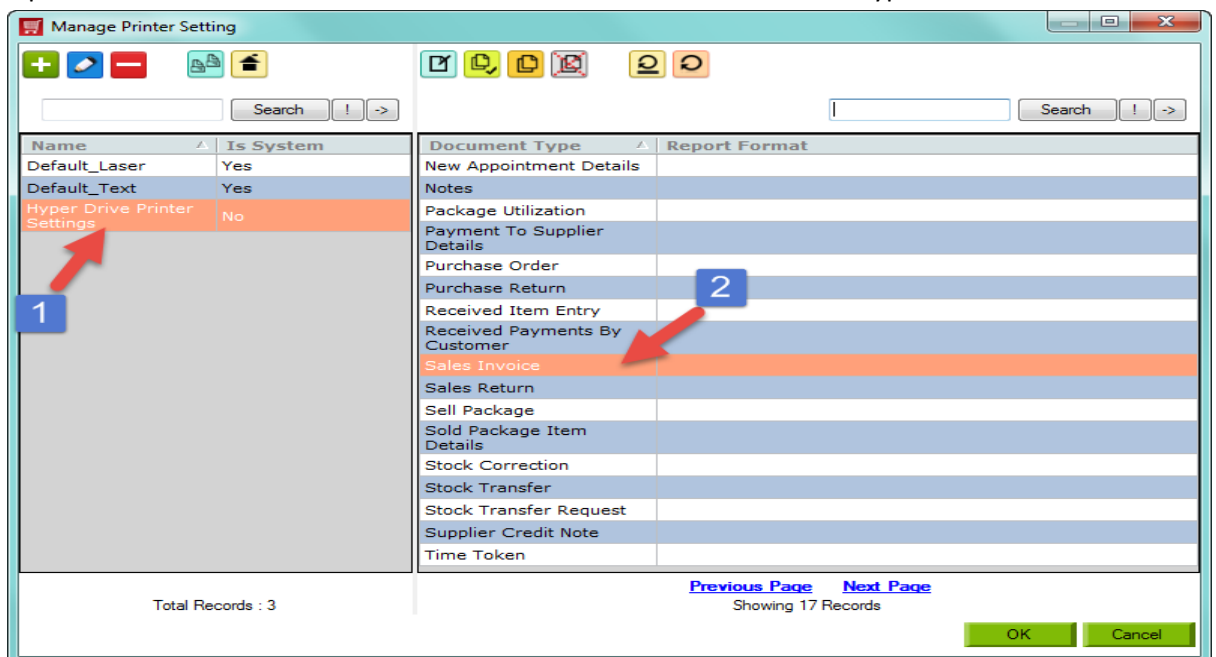 Manage Printer Setting
Search ! ->
Search ! ->
Name Is System
Default_Laser Yes
Default_Text Yes
Hyper Drive Printer
Settings
No
1
Document Type Report Format
New Appointment Details
Notes
Package Utilization
Payment To Supplier
Details
Purchase Order
Purchase Return
2
Received Item Entry
Received Payments By
Customer
Sales Invoice
Sales Return
Sell Package
Sold Package Item
Details
Stock Correction
Stock Transfer
Stock Transfer Request
Supplier Credit Note
Time Token
Total Records : 3
Previous Page Next Page
Showing 17 Records
OK Cancel